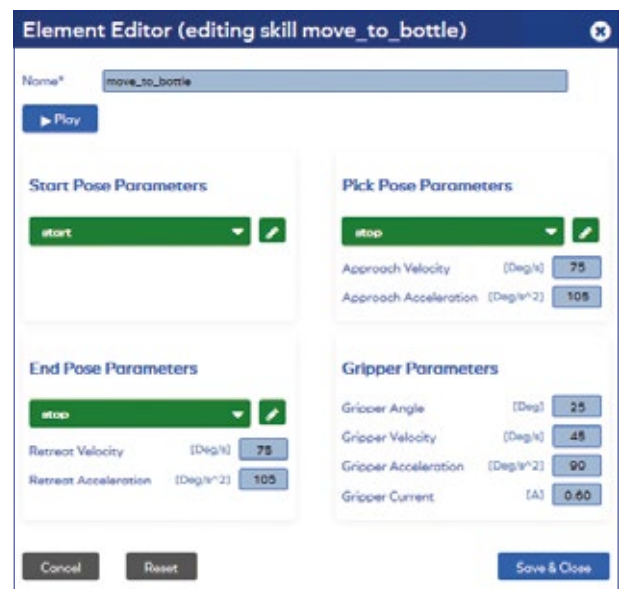 Element Editor (editing skill move_to_bottle)
Name* move_to_bottle
Play
Start Pose Parameters
start
Pick Pose Parameters
stop
Approach Velocity [Deg/s] 75
Approach Acceleration [Deg/s^2] 105
End Pose Parameters
stop
Retreat Velocity [Deg/s] 75
Retreat Acceleration [Deg/s^2] 105
Gripper Parameters
Gripper Angle [Deg] 25
Gripper Velocity [Deg/s] 45
Gripper Acceleration [Deg/s^2] 90
Gripper Current [A] 0.60
Cancel Reset Save & Close